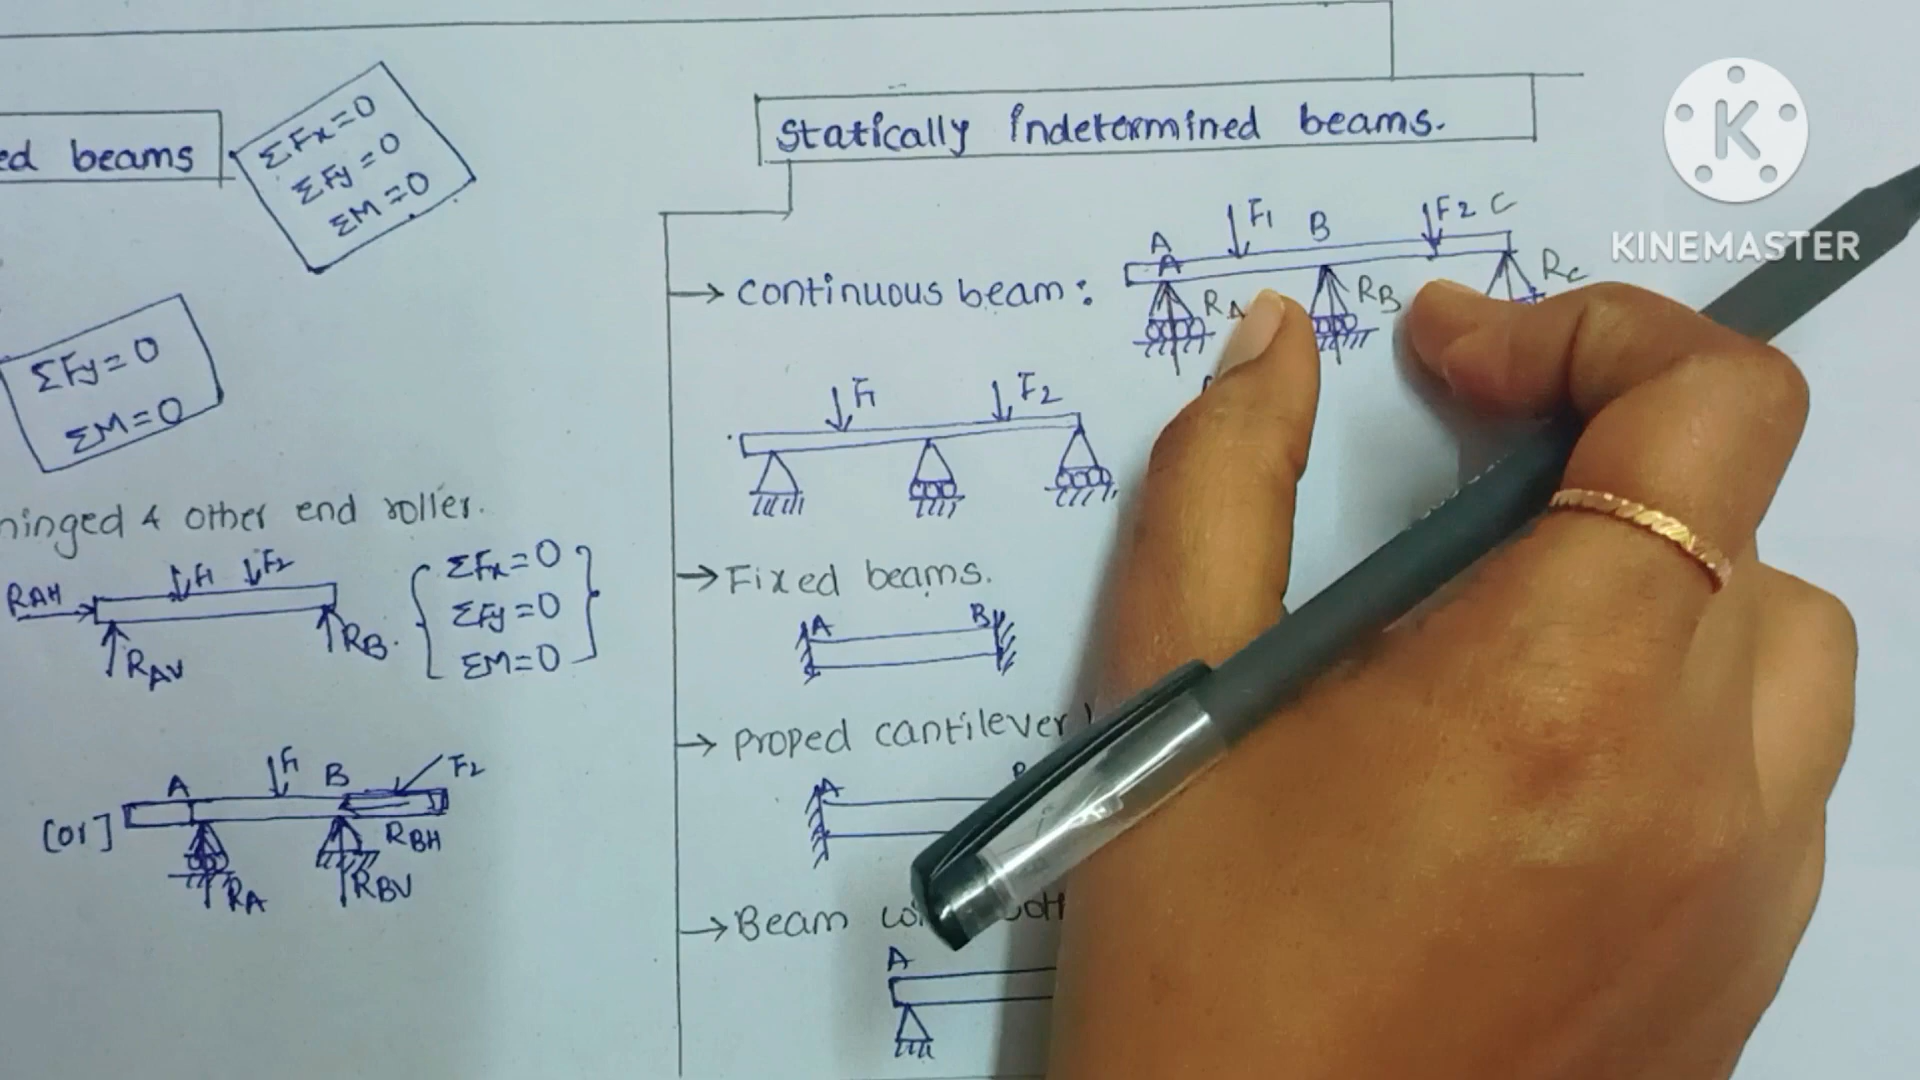 ed beams
ΣFx=0
ΣFy=0
ΣM=0
ΣFy=0
ΣM=0
hinged & other end roller.
RAH
F1
F2
RAV
RB.
ΣFx=0
ΣFy=0
ΣM=0
[or]
A
F1
B
F2
RBH
RA
RBV
Statically indetermined beams.
→ continuous beam:
A
F1
B
F2
C
A
RA
RB
RC
F1
F2
→ Fixed beams.
A
B
→ proped cantilever
A
→ Beam
A
K
KINEMASTER